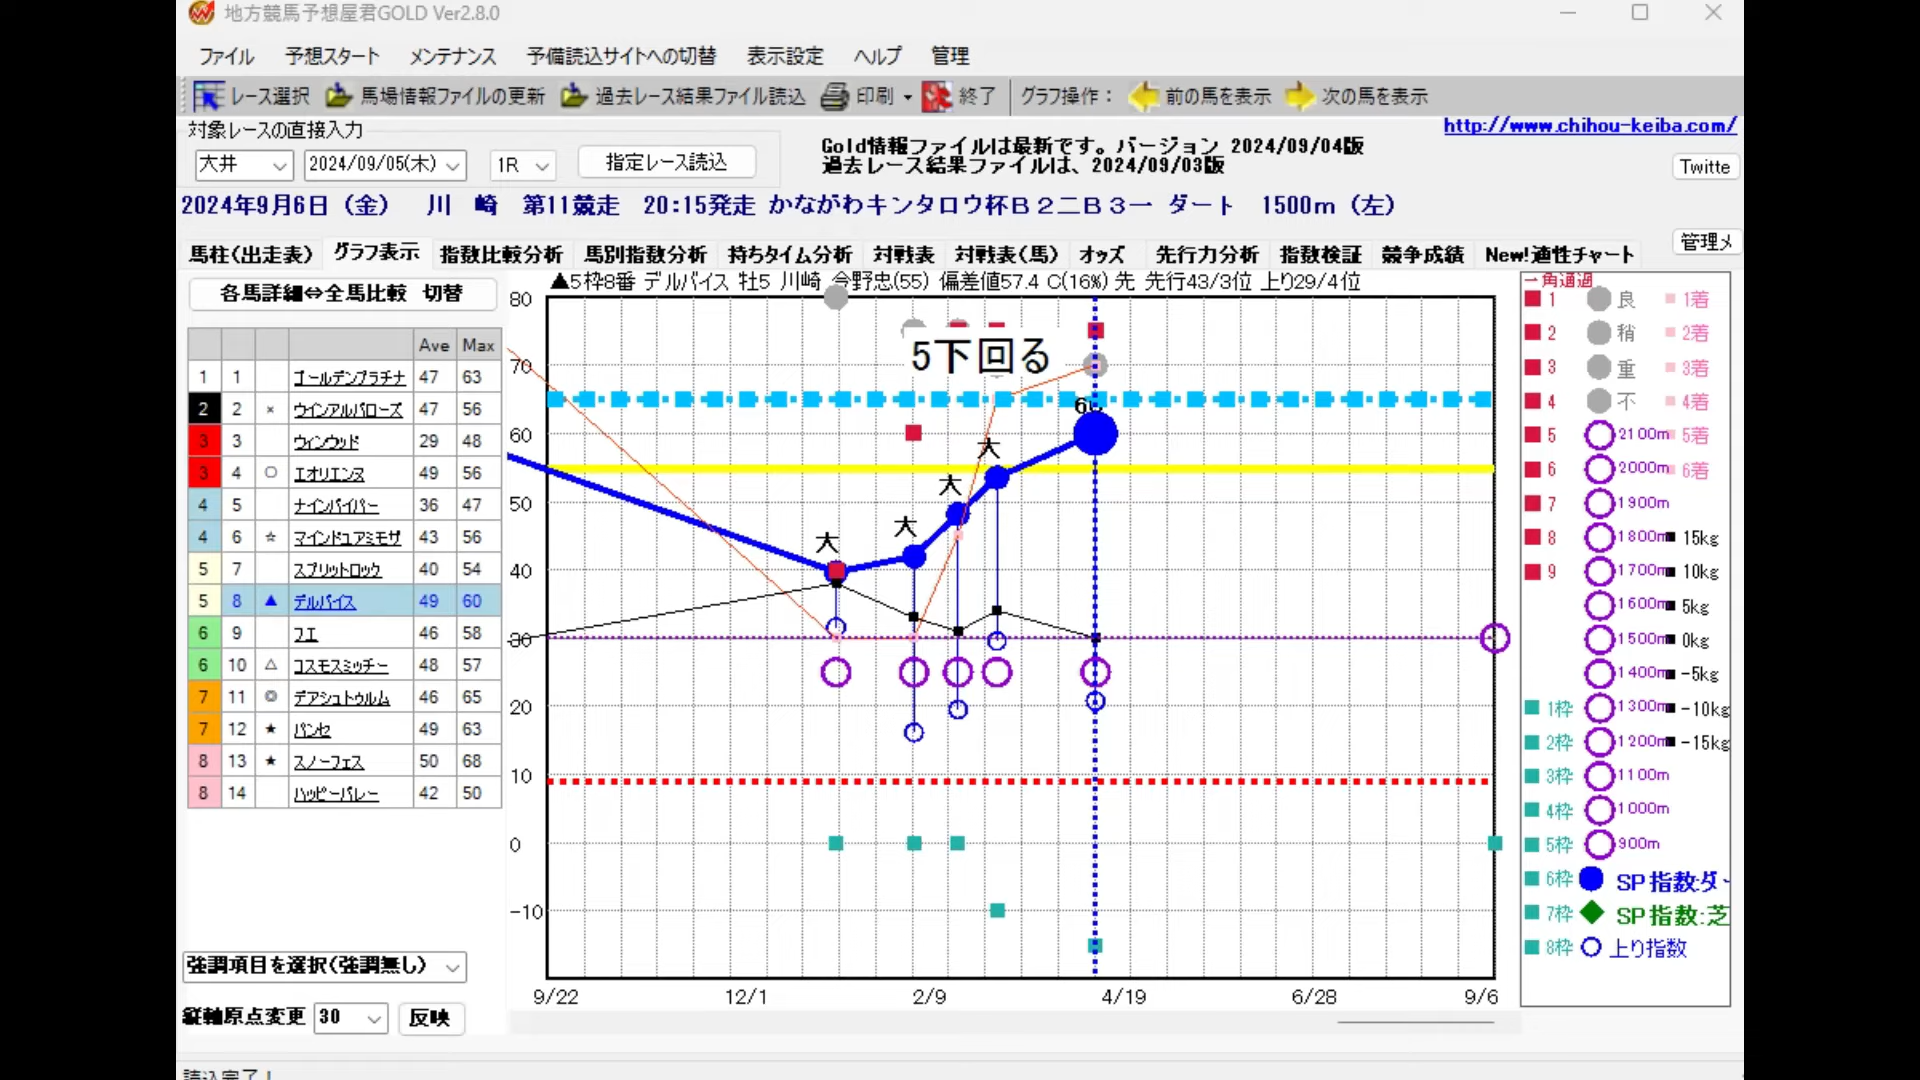 地方競馬予想屋君GOLD Ver2.8.0
ファイル 予想スタート メンテナンス 予備読込サイトへの切替 表示設定 ヘルプ 管理
レース選択 馬場情報ファイルの更新 過去レース結果ファイル読込 印刷 終了 グラフ操作： 前の馬を表示 次の馬を表示
対象レースの直接入力
http://www.chihou-keiba.com/
大井 2024/09/05(木) 1R 指定レース読込
Gold情報ファイルは最新です。バージョン 2024/09/04版
過去レース結果ファイルは、2024/09/03版
Twitte
2024年9月6日（金） 川 崎 第11競走 20:15発走 かながわキンタロウ杯Ｂ２二Ｂ３一 ダート 1500m（左）
管理メ
馬柱(出走表) グラフ表示 指数比較分析 馬別指数分析 持ちタイム分析 対戦表 対戦表(馬) オッズ 先行力分析 指数検証 競争成績 New!適性チャート
各馬詳細⇔全馬比較 切替
▲5枠8番 デルパイス 牡5 川崎 今野忠(55) 偏差値57.4 C(16%) 先 先行43/3位 上り29/4位
Ave Max
1 1 ゴールデンプラチナ 47 63
2 2 × ウインアルバローズ 47 56
3 3 ウィンウッド 29 48
3 4 ○ エオリエンヌ 49 56
4 5 ナインバイパー 36 47
4 6 ☆ マインドユアミモザ 43 56
5 7 スプリットロック 40 54
5 8 ▲ デルパイス 49 60
6 9 フエ 46 58
6 10 △ コスモスミッチー 48 57
7 11 ◎ デアシュトゥルム 46 65
7 12 ★ パンセ 49 63
8 13 ★ スノーフェス 50 68
8 14 ハッピーバレー 42 50
80
70
60
50
40
30
20
10
0
-10
5下回る
大
大
大
大
9/22 12/1 2/9 4/19 6/28 9/6
一角通過
1 良 1着
2 稍 2着
3 重 3着
4 不 4着
5 2100m 5着
6 2000m 6着
7 1900m
8 1800m 15kg
9 1700m 10kg
1600m 5kg
1500m 0kg
1400m -5kg
1枠 1300m -10kg
2枠 1200m -15kg
3枠 1100m
4枠 1000m
5枠 900m
6枠 SP指数:ダ
7枠 SP指数:芝
8枠 上り指数
強調項目を選択(強調無し)
縦軸原点変更 30 反映
読込完了！